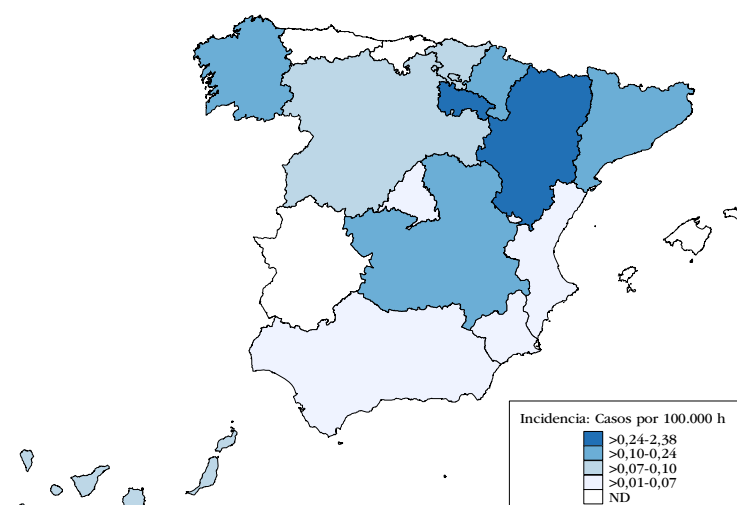 Incidencia: Casos por 100.000 h
>0,24-2,38
>0,10-0,24
>0,07-0,10
>0,01-0,07
ND